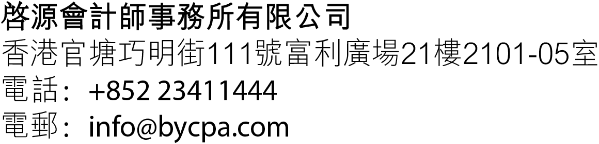 啓源會計師事務所有限公司
香港官塘巧明街111號富利廣場21樓2101-05室
電話：+852 23411444
電郵：info@bycpa.com